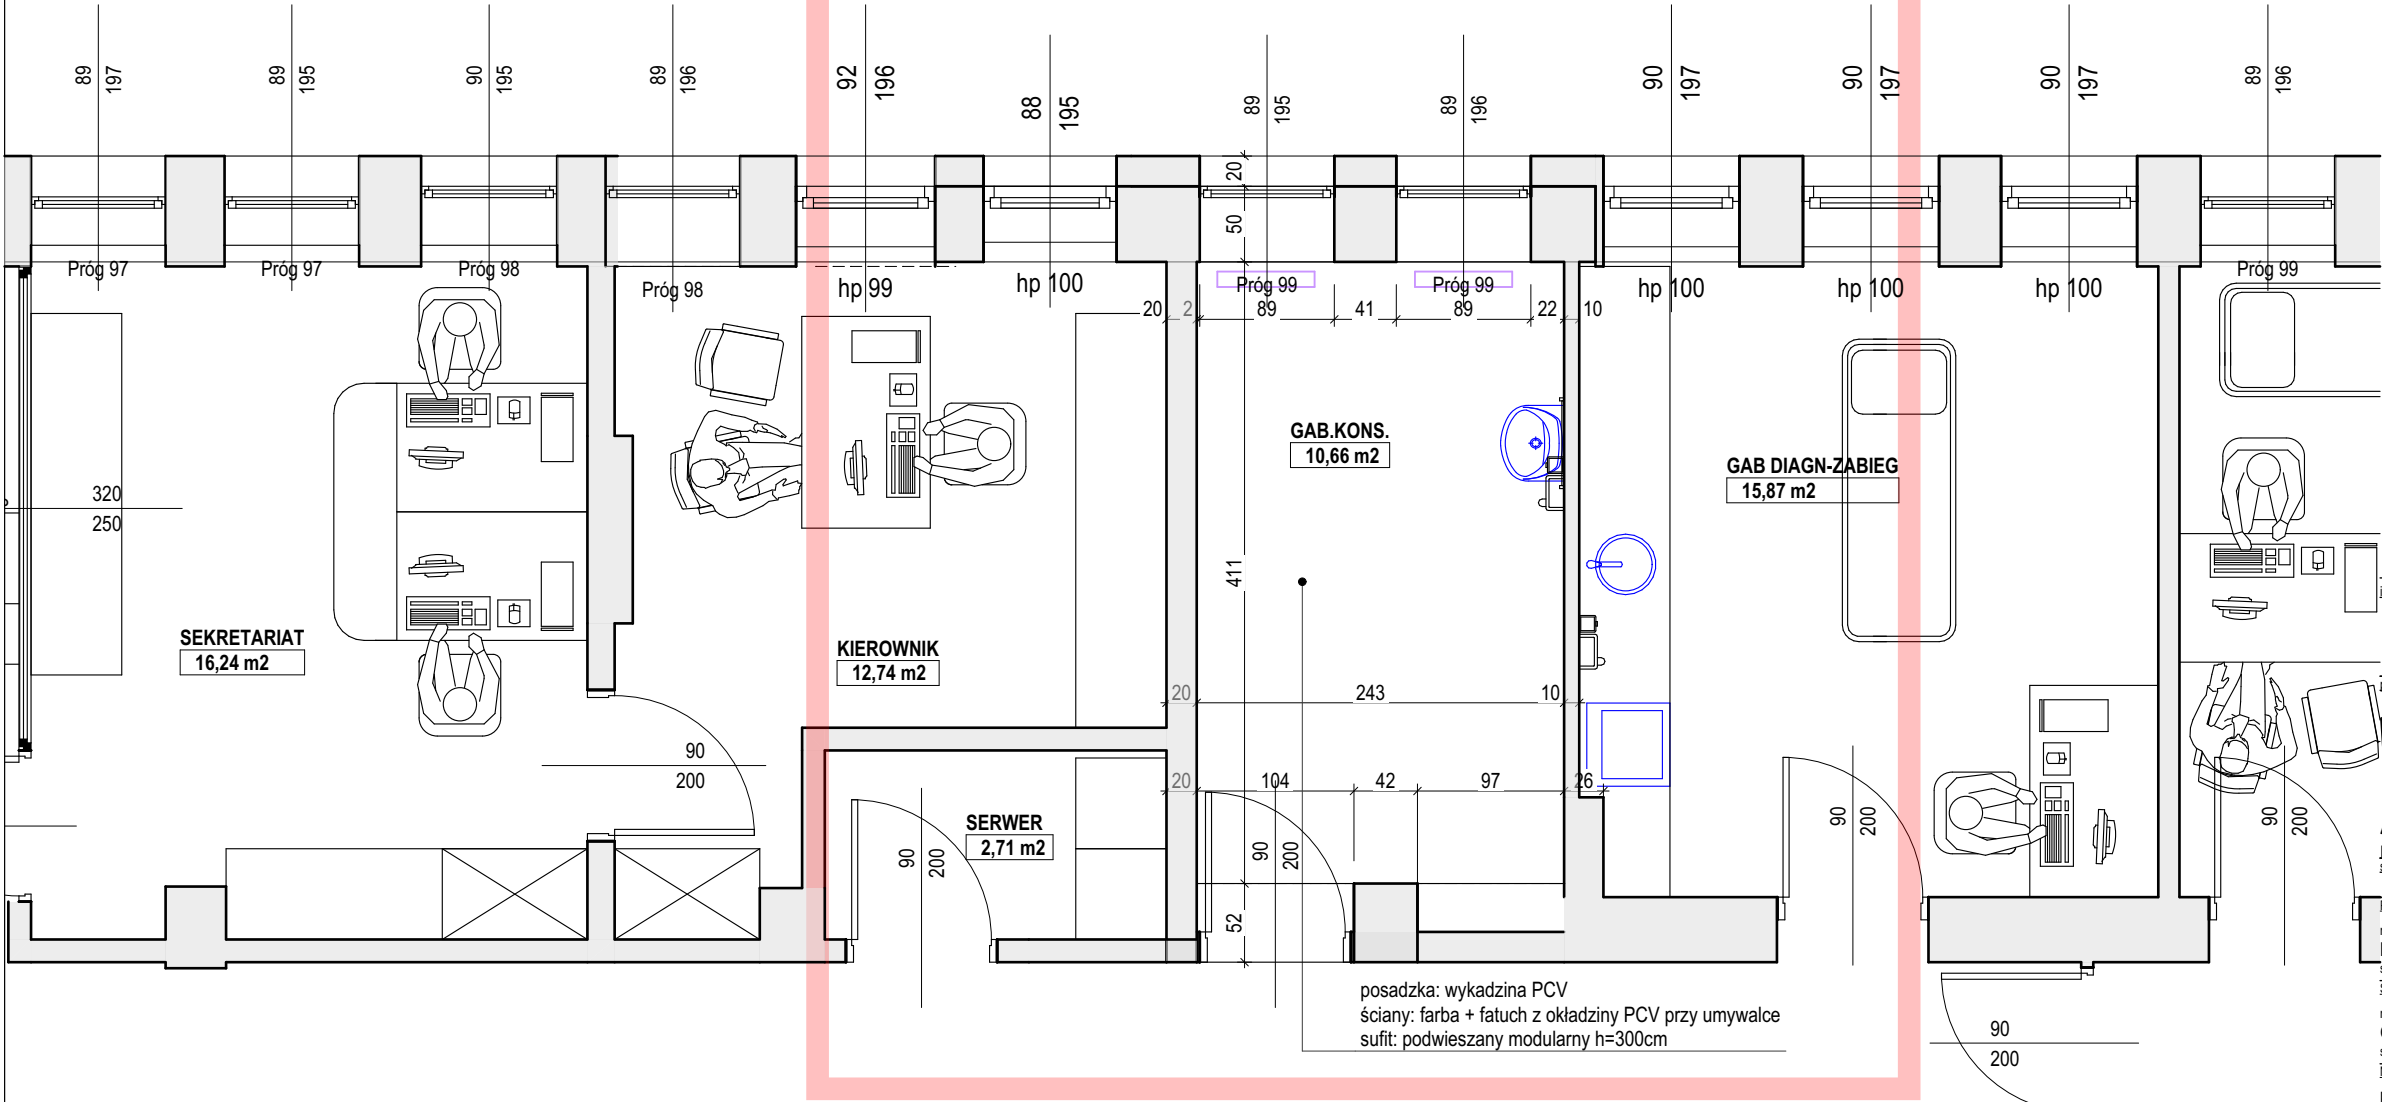 89
197
89
195
90
195
89
196
92
196
88
195
89
195
89
196
90
197
90
197
90
197
89
196
20
50
Próg 97
Próg 97
Próg 98
Próg 98
hp 99
hp 100
Próg 99
Próg 99
hp 100
hp 100
hp 100
Próg 99
20
2
89
41
89
22
10
GAB.KONS.
10,66 m2
GAB DIAGN-ZABIEG
15,87 m2
320
250
411
SEKRETARIAT
16,24 m2
KIEROWNIK
12,74 m2
20
243
10
90
200
20
104
42
97
26
SERWER
2,71 m2
90
200
90
200
90
200
90
200
52
posadzka: wykadzina PCV
ściany: farba + fatuch z okładziny PCV przy umywalce
sufit: podwieszany modularny h=300cm
90
200